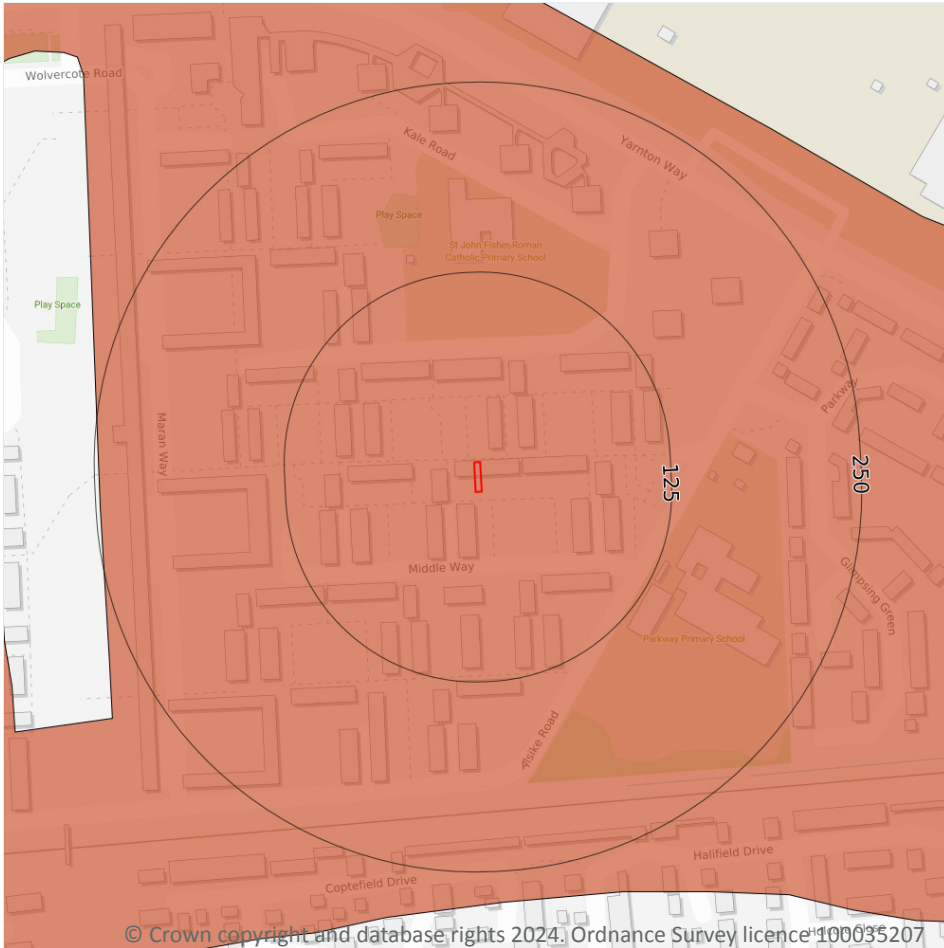 Wolvercote Road
Kale Road
Yarnton Way
Play Space
St John Fisher Roman
Catholic Primary School
Play Space
Parkway
Maran Way
125
250
Middle Way
Glimpsing Green
Parkway Primary School
Alsike Road
Halifield Drive
Coptefield Drive
© Crown copyright and database rights 2024. Ordnance Survey licence 100035207